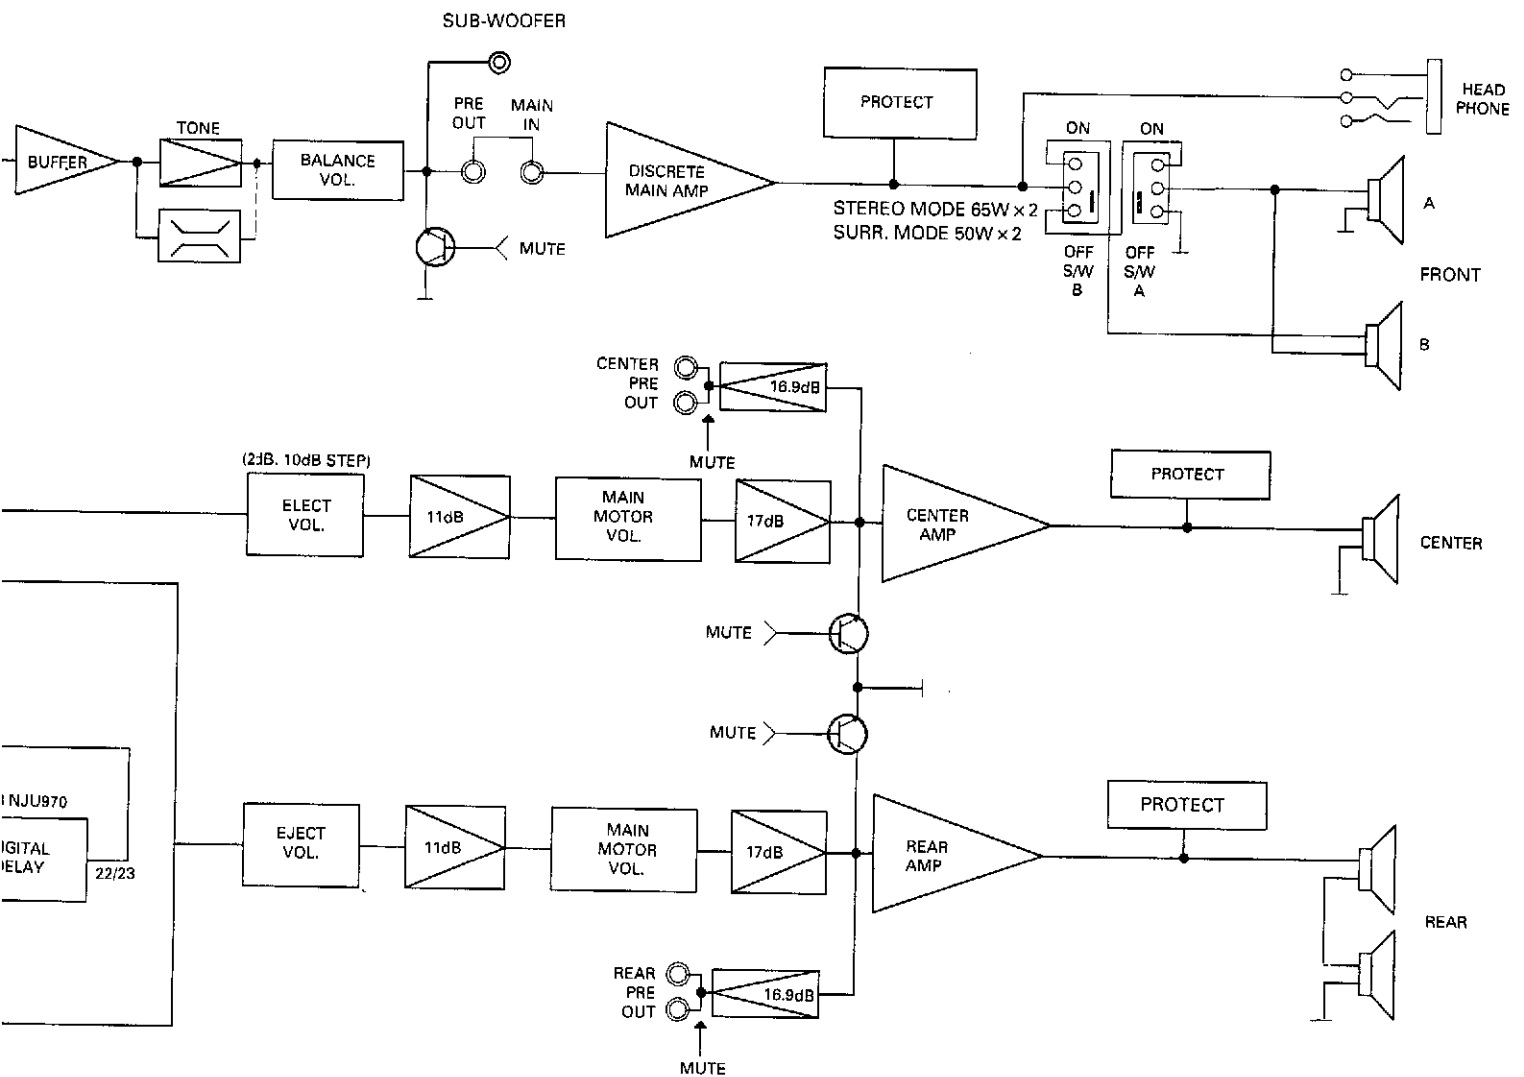 SUB-WOOFER
PRE
OUT
MAIN
IN
TONE
BUFFER
BALANCE
VOL.
MUTE
DISCRETE
MAIN AMP
PROTECT
STEREO MODE 65W × 2
SURR. MODE 50W × 2
ON
ON
OFF
S/W
B
OFF
S/W
A
HEAD
PHONE
A
FRONT
B
CENTER
PRE
OUT
16.9dB
MUTE
(2dB. 10dB STEP)
ELECT
VOL.
11dB
MAIN
MOTOR
VOL.
17dB
CENTER
AMP
PROTECT
CENTER
MUTE
MUTE
NJU970
IGITAL
ELAY
22/23
EJECT
VOL.
11dB
MAIN
MOTOR
VOL.
17dB
REAR
AMP
PROTECT
REAR
REAR
PRE
OUT
16.9dB
MUTE